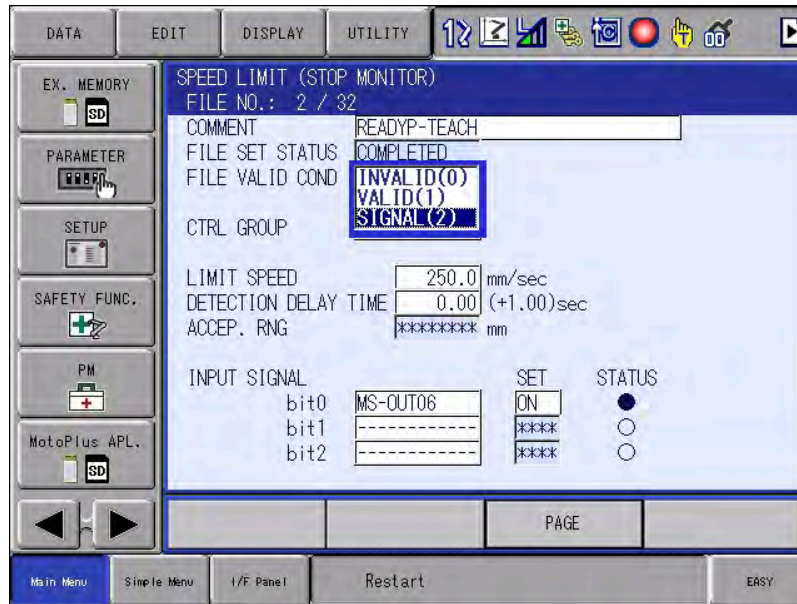 DATA EDIT DISPLAY UTILITY
EX. MEMORY
SD
PARAMETER
SETUP
SAFETY FUNC.
PM
MotoPlus APL.
SD
SPEED LIMIT (STOP MONITOR)
FILE NO.: 2 / 32
COMMENT READYP-TEACH
FILE SET STATUS COMPLETED
FILE VALID COND INVALID(0)
VALID(1)
SIGNAL(2)
CTRL GROUP
LIMIT SPEED 250.0 mm/sec
DETECTION DELAY TIME 0.00 (+1.00)sec
ACCEP. RNG ******** mm
INPUT SIGNAL SET STATUS
bit0 MS-OUT06 ON
bit1 ------------- ****
bit2 ------------- ****
PAGE
Main Menu Simple Menu I/F Panel Restart EASY